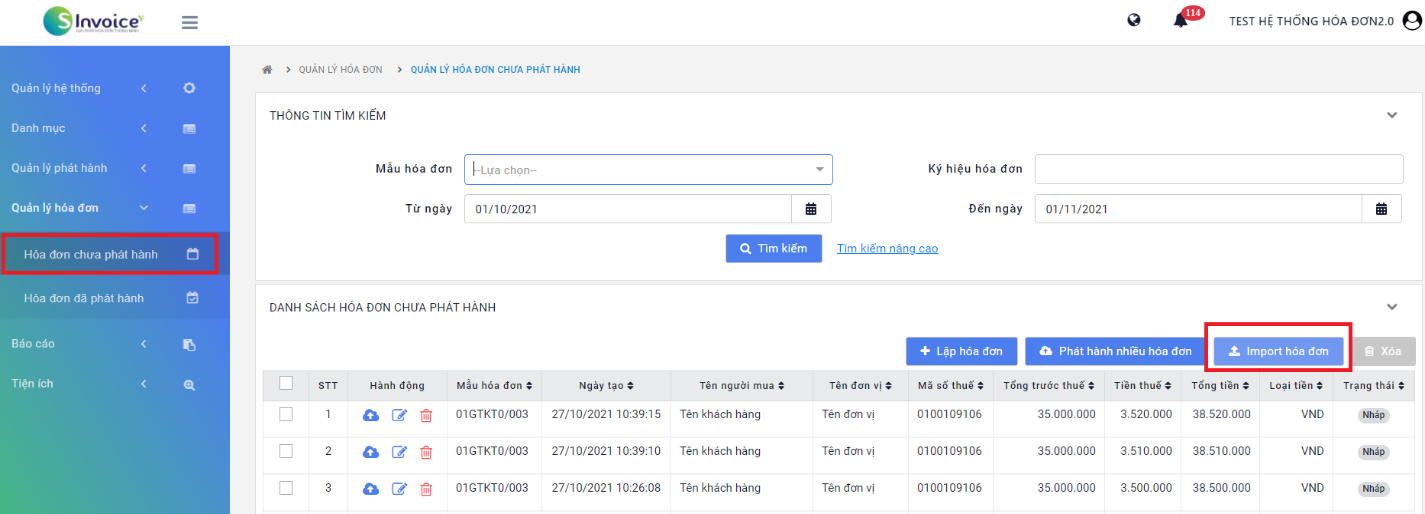 SInvoice
GIẢI PHÁP HÓA ĐƠN THÔNG MINH
114
TEST HỆ THỐNG HÓA ĐƠN2.0
Quản lý hệ thống
Danh mục
Quản lý phát hành
Quản lý hóa đơn
Hóa đơn chưa phát hành
Hóa đơn đã phát hành
Báo cáo
Tiện ích
QUẢN LÝ HÓA ĐƠN > QUẢN LÝ HÓA ĐƠN CHƯA PHÁT HÀNH
THÔNG TIN TÌM KIẾM
Mẫu hóa đơn --Lựa chọn-- Ký hiệu hóa đơn
Từ ngày 01/10/2021 Đến ngày 01/11/2021
Tìm kiếm Tìm kiếm nâng cao
DANH SÁCH HÓA ĐƠN CHƯA PHÁT HÀNH
Lập hóa đơn Phát hành nhiều hóa đơn Import hóa đơn Xóa
STT Hành động Mẫu hóa đơn Ngày tạo Tên người mua Tên đơn vị Mã số thuế Tổng trước thuế Tiền thuế Tổng tiền Loại tiền Trạng thái
1 01GTKT0/003 27/10/2021 10:39:15 Tên khách hàng Tên đơn vị 0100109106 35.000.000 3.520.000 38.520.000 VND Nháp
2 01GTKT0/003 27/10/2021 10:39:10 Tên khách hàng Tên đơn vị 0100109106 35.000.000 3.510.000 38.510.000 VND Nháp
3 01GTKT0/003 27/10/2021 10:26:08 Tên khách hàng Tên đơn vị 0100109106 35.000.000 3.500.000 38.500.000 VND Nháp